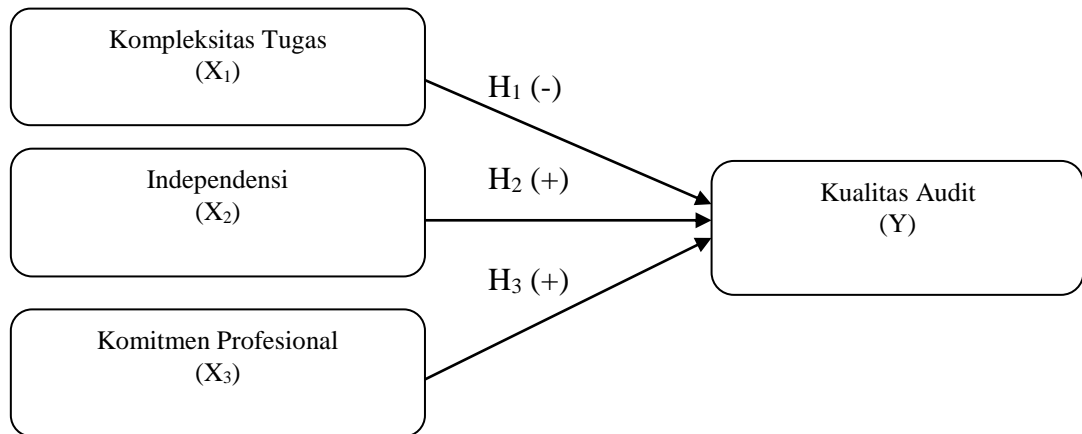 Kompleksitas Tugas
(X₁)
H₁ (-)
Independensi
(X₂)
H₂ (+)
Kualitas Audit
(Y)
H₃ (+)
Komitmen Profesional
(X₃)